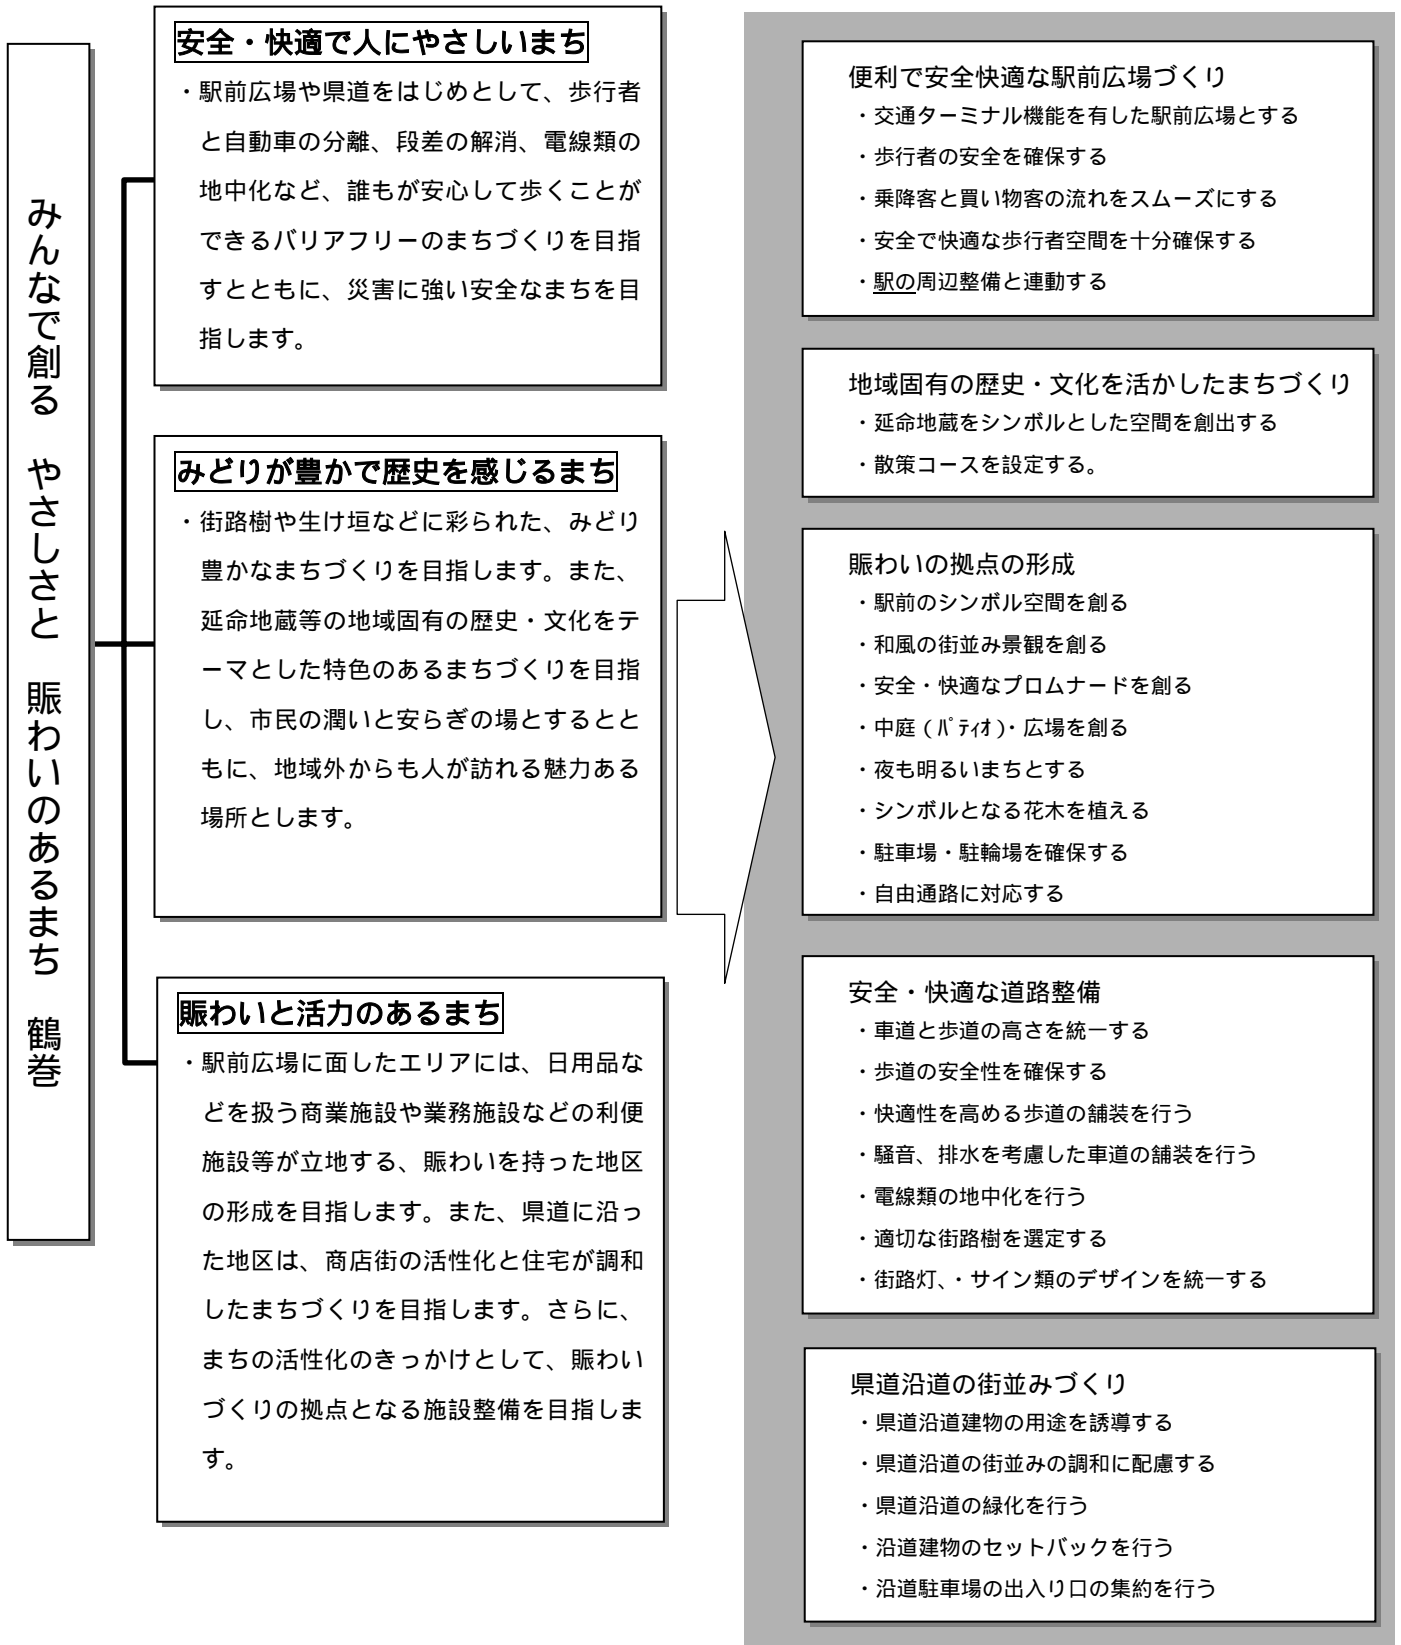 みんなで創る　やさしさと　賑わいのあるまち　鶴巻
安全・快適で人にやさしいまち
・駅前広場や県道をはじめとして、歩行者
と自動車の分離、段差の解消、電線類の
地中化など、誰もが安心して歩くことが
できるバリアフリーのまちづくりを目指
すとともに、災害に強い安全なまちを目
指します。
みどりが豊かで歴史を感じるまち
・街路樹や生け垣などに彩られた、みどり
豊かなまちづくりを目指します。また、
延命地蔵等の地域固有の歴史・文化をテ
ーマとした特色のあるまちづくりを目指
し、市民の潤いと安らぎの場とするとと
もに、地域外からも人が訪れる魅力ある
場所とします。
賑わいと活力のあるまち
・駅前広場に面したエリアには、日用品な
どを扱う商業施設や業務施設などの利便
施設等が立地する、賑わいを持った地区
の形成を目指します。また、県道に沿っ
た地区は、商店街の活性化と住宅が調和
したまちづくりを目指します。さらに、
まちの活性化のきっかけとして、賑わい
づくりの拠点となる施設整備を目指しま
す。
便利で安全快適な駅前広場づくり
・交通ターミナル機能を有した駅前広場とする
・歩行者の安全を確保する
・乗降客と買い物客の流れをスムーズにする
・安全で快適な歩行者空間を十分確保する
・駅の周辺整備と連動する
地域固有の歴史・文化を活かしたまちづくり
・延命地蔵をシンボルとした空間を創出する
・散策コースを設定する。
賑わいの拠点の形成
・駅前のシンボル空間を創る
・和風の街並み景観を創る
・安全・快適なプロムナードを創る
・中庭(ﾊﾟﾃｨｵ)・広場を創る
・夜も明るいまちとする
・シンボルとなる花木を植える
・駐車場・駐輪場を確保する
・自由通路に対応する
安全・快適な道路整備
・車道と歩道の高さを統一する
・歩道の安全性を確保する
・快適性を高める歩道の舗装を行う
・騒音、排水を考慮した車道の舗装を行う
・電線類の地中化を行う
・適切な街路樹を選定する
・街路灯、・サイン類のデザインを統一する
県道沿道の街並みづくり
・県道沿道建物の用途を誘導する
・県道沿道の街並みの調和に配慮する
・県道沿道の緑化を行う
・沿道建物のセットバックを行う
・沿道駐車場の出入り口の集約を行う